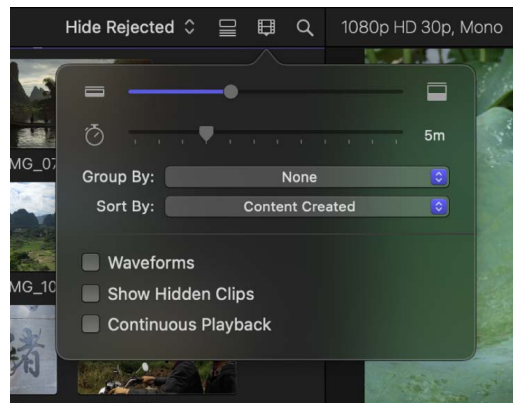 Hide Rejected
1080p HD 30p, Mono
5m
MG_07
Group By: None
Sort By: Content Created
Waveforms
MG_10
Show Hidden Clips
Continuous Playback